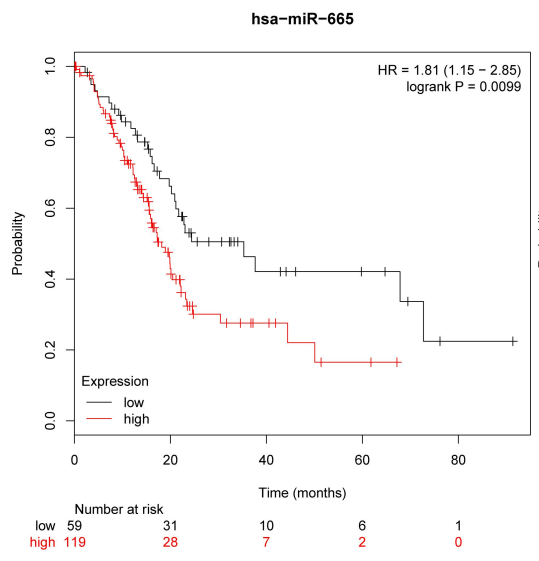 hsa−miR−665
HR = 1.81 (1.15 − 2.85)
logrank P = 0.0099
Probability
1.0
0.8
0.6
0.4
0.2
0.0
Expression
low
high
0 20 40 60 80
Time (months)
Number at risk
low 59 31 10 6 1
high 119 28 7 2 0